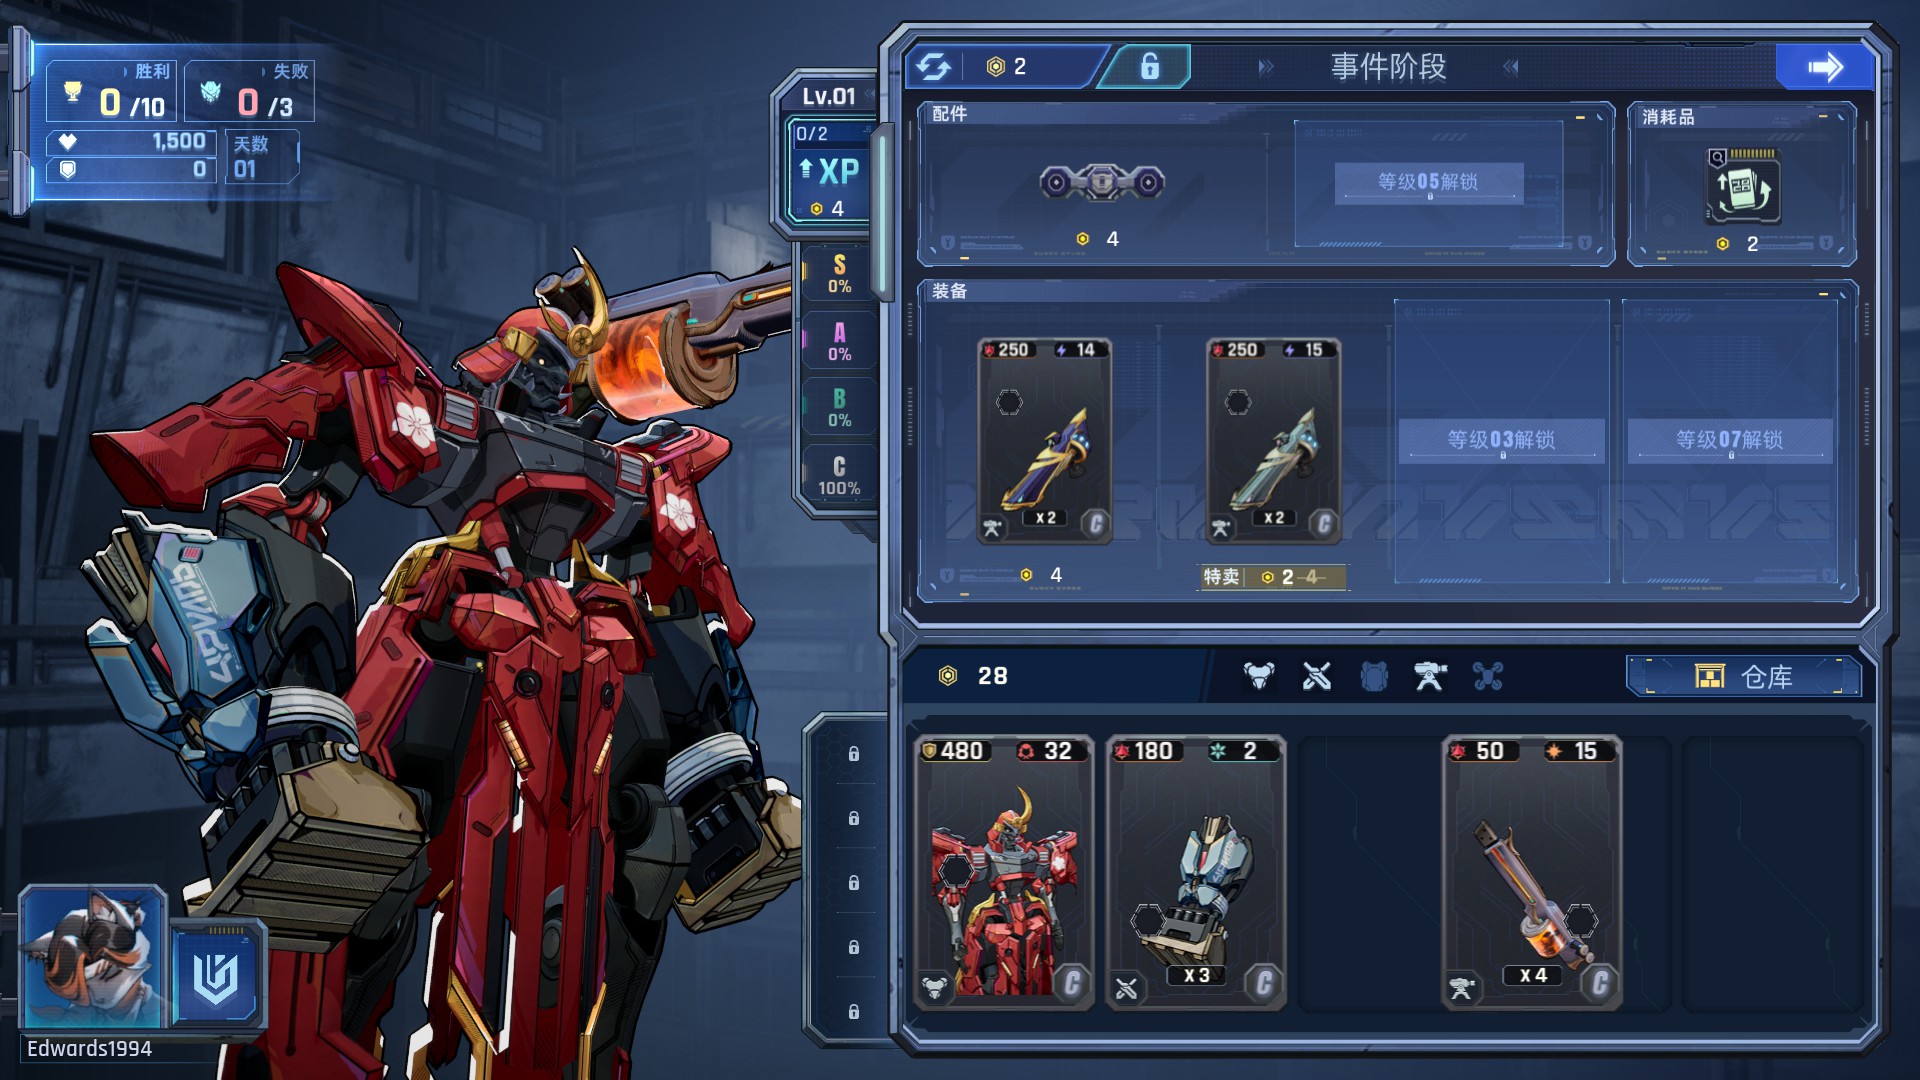 胜利
0 /10
失败
0 /3
1,500
0
天数
01
Lv.01
0/2
XP
4
S
0%
A
0%
B
0%
C
100%
2
事件阶段
配件
4
等级05解锁
消耗品
2
装备
250 14
x2
C
4
250 15
x2
C
特卖 2 4
等级03解锁
等级07解锁
28
仓库
480 32
C
180 2
x3
C
50 15
x4
C
Edwards1994